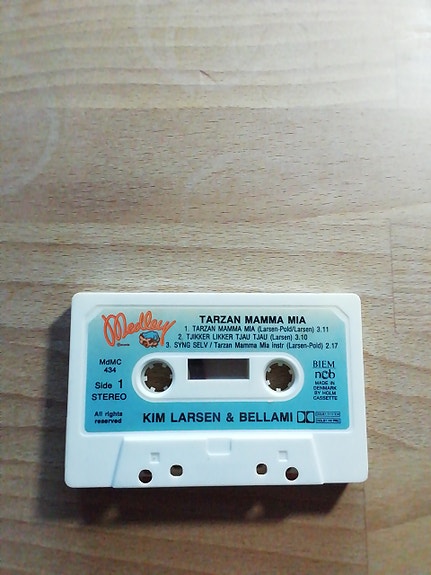 Medley
TARZAN MAMMA MIA
1. TARZAN MAMMA MIA (Larsen-Pold/Larsen) 3.11
2. TJIKKER LIKKER TJAU TJAU (Larsen) 3.10
3. SYNG SELV / Tarzan Mamma Mia instr (Larsen-Pold) 2.17
MdMC
434
Side 1
STEREO
All rights
reserved
BIEM
ncb
MADE IN
DENMARK
BY HOLM
CASSETTE
KIM LARSEN & BELLAMI